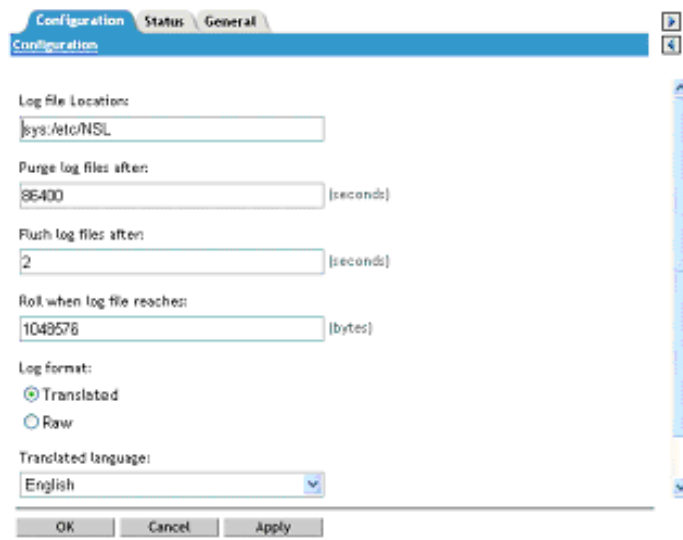 Configuration Status General
Configuration
Log file Location:
sys:/etc/NSL
Purge log files after:
86400 (seconds)
Flush log files after:
2 (seconds)
Roll when log file reaches:
1048576 (bytes)
Log format:
Translated
Raw
Translated language:
English
OK Cancel Apply